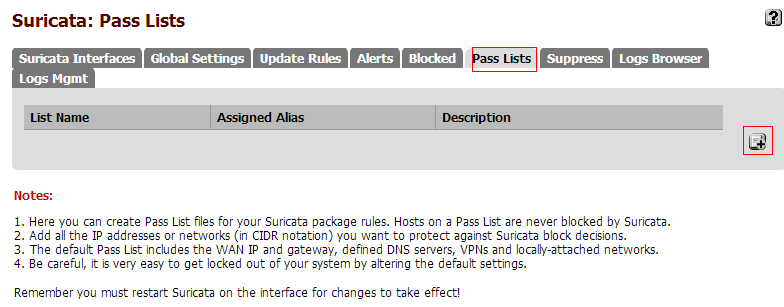 Suricata: Pass Lists
?
Suricata Interfaces Global Settings Update Rules Alerts Blocked Pass Lists Suppress Logs Browser
Logs Mgmt
List Name Assigned Alias Description
Notes:
1. Here you can create Pass List files for your Suricata package rules. Hosts on a Pass List are never blocked by Suricata.
2. Add all the IP addresses or networks (in CIDR notation) you want to protect against Suricata block decisions.
3. The default Pass List includes the WAN IP and gateway, defined DNS servers, VPNs and locally-attached networks.
4. Be careful, it is very easy to get locked out of your system by altering the default settings.
Remember you must restart Suricata on the interface for changes to take effect!